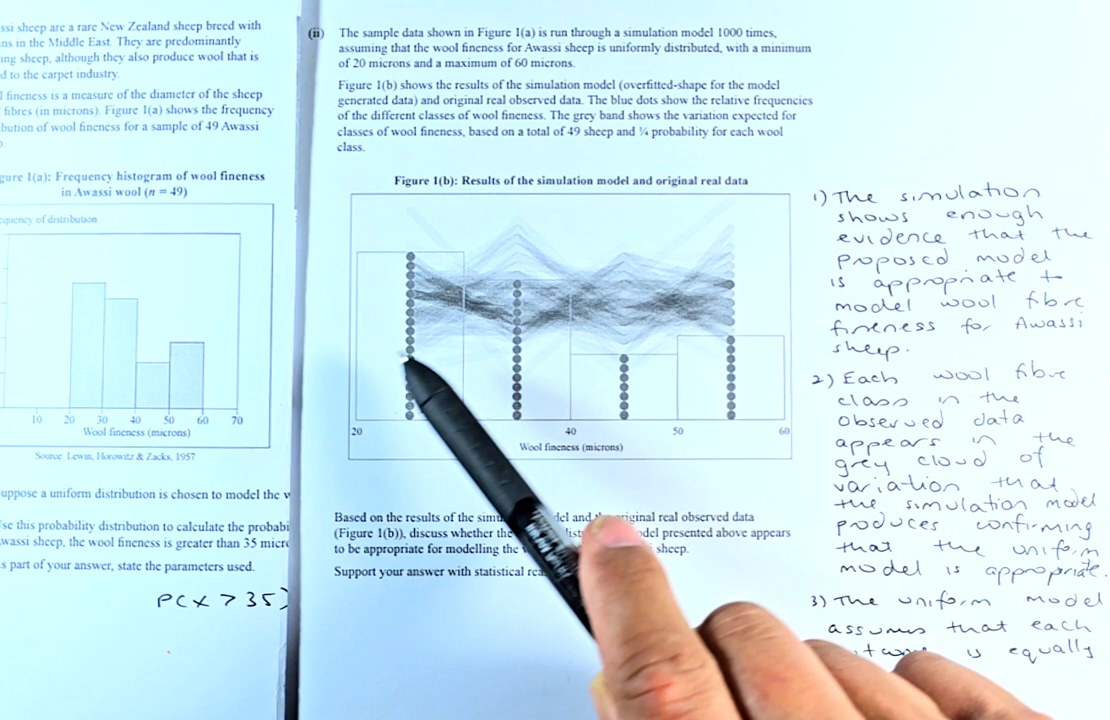 ssi sheep are a rare New Zealand sheep breed with
ns in the Middle East. They are predominantly
ing sheep, although they also produce wool that is
d to the carpet industry.
l fineness is a measure of the diameter of the sheep
fibres (in microns). Figure 1(a) shows the frequency
bution of wool fineness for a sample of 49 Awassi
gure 1(a): Frequency histogram of wool fineness
in Awassi wool (n = 49)
equency of distribution
10 20 30 40 50 60 70
Wool fineness (microns)
Source: Lewin, Horowitz & Zacks, 1957
uppose a uniform distribution is chosen to model the w
se this probability distribution to calculate the probabi
wassi sheep, the wool fineness is greater than 35 micro
s part of your answer, state the parameters used.
P(X > 35)
(ii) The sample data shown in Figure 1(a) is run through a simulation model 1000 times,
assuming that the wool fineness for Awassi sheep is uniformly distributed, with a minimum
of 20 microns and a maximum of 60 microns.
Figure 1(b) shows the results of the simulation model (overfitted-shape for the model
generated data) and original real observed data. The blue dots show the relative frequencies
of the different classes of wool fineness. The grey band shows the variation expected for
classes of wool fineness, based on a total of 49 sheep and ¼ probability for each wool
class.
Figure 1(b): Results of the simulation model and original real data
20 40 50 60
Wool fineness (microns)
Based on the results of the simu del and original real observed data
(Figure 1(b)), discuss whether the dist del presented above appears
to be appropriate for modelling the sheep.
Support your answer with statistical rea
1) The simulation
shows enough
evidence that the
proposed model
is appropriate +
model wool fibre
fineness for Awassi
sheep.
2) Each wool fibre
class in the
observed data
appears in the
grey cloud of
variation that
the simulation model
produces confirming
that the uniform
model is appropriate.
3) The uniform model
assumes that each
is equally